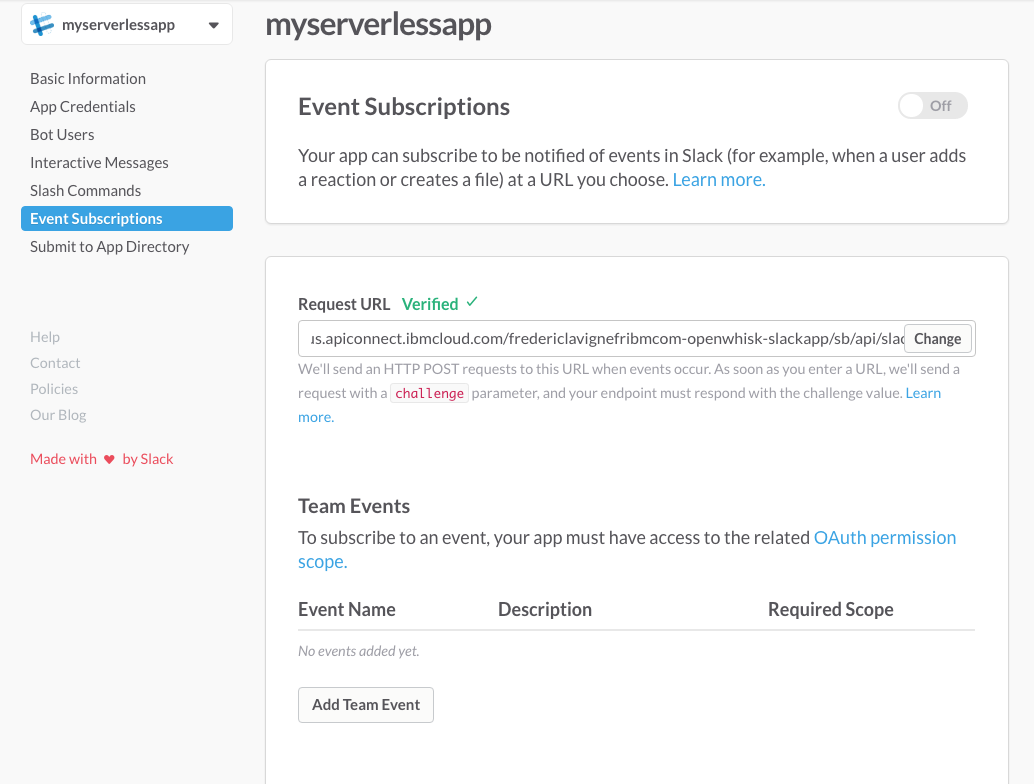 myserverlessapp
Basic Information
App Credentials
Bot Users
Interactive Messages
Slash Commands
Event Subscriptions
Submit to App Directory
Help
Contact
Policies
Our Blog
Made with ❤ by Slack
myserverlessapp
Event Subscriptions
Off
Your app can subscribe to be notified of events in Slack (for example, when a user adds
a reaction or creates a file) at a URL you choose. Learn more.
Request URL Verified ✓
us.apiconnect.ibmcloud.com/fredericlavignefribmcom-openwhisk-slackapp/sb/api/slac
Change
We'll send an HTTP POST requests to this URL when events occur. As soon as you enter a URL, we'll send a
request with a challenge parameter, and your endpoint must respond with the challenge value. Learn
more.
Team Events
To subscribe to an event, your app must have access to the related OAuth permission
scope.
Event Name Description Required Scope
No events added yet.
Add Team Event